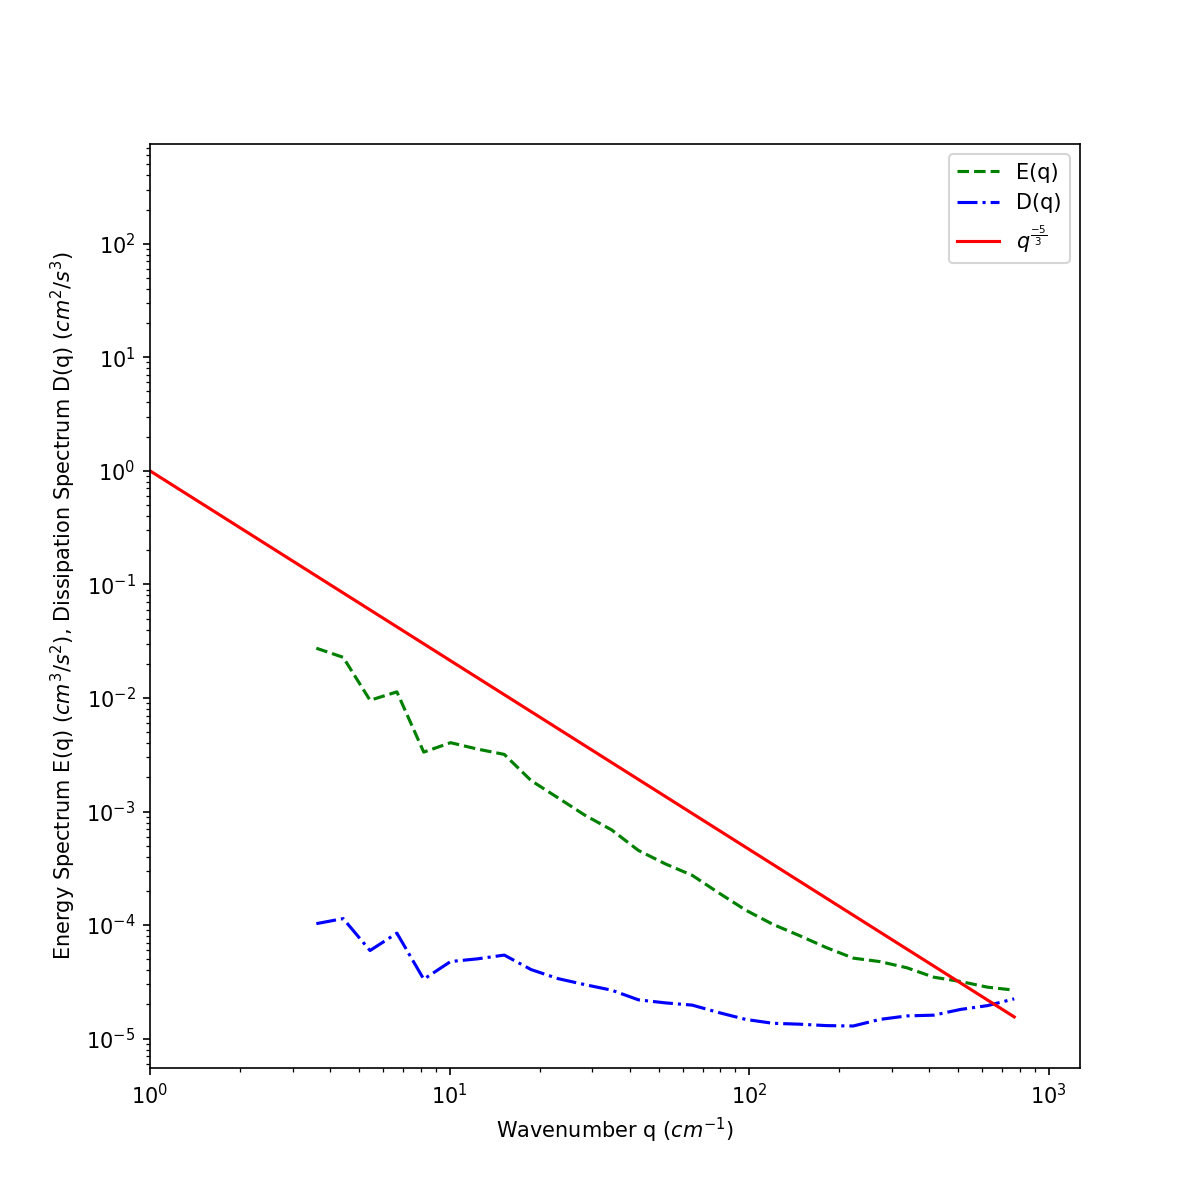 E(q)
D(q)
q^{\frac{-5}{3}}
10^2
10^1
10^0
10^{-1}
10^{-2}
10^{-3}
10^{-4}
10^{-5}
Energy Spectrum E(q) (cm^3/s^2), Dissipation Spectrum D(q) (cm^2/s^3)
10^0 10^1 10^2 10^3
Wavenumber q (cm^{-1})